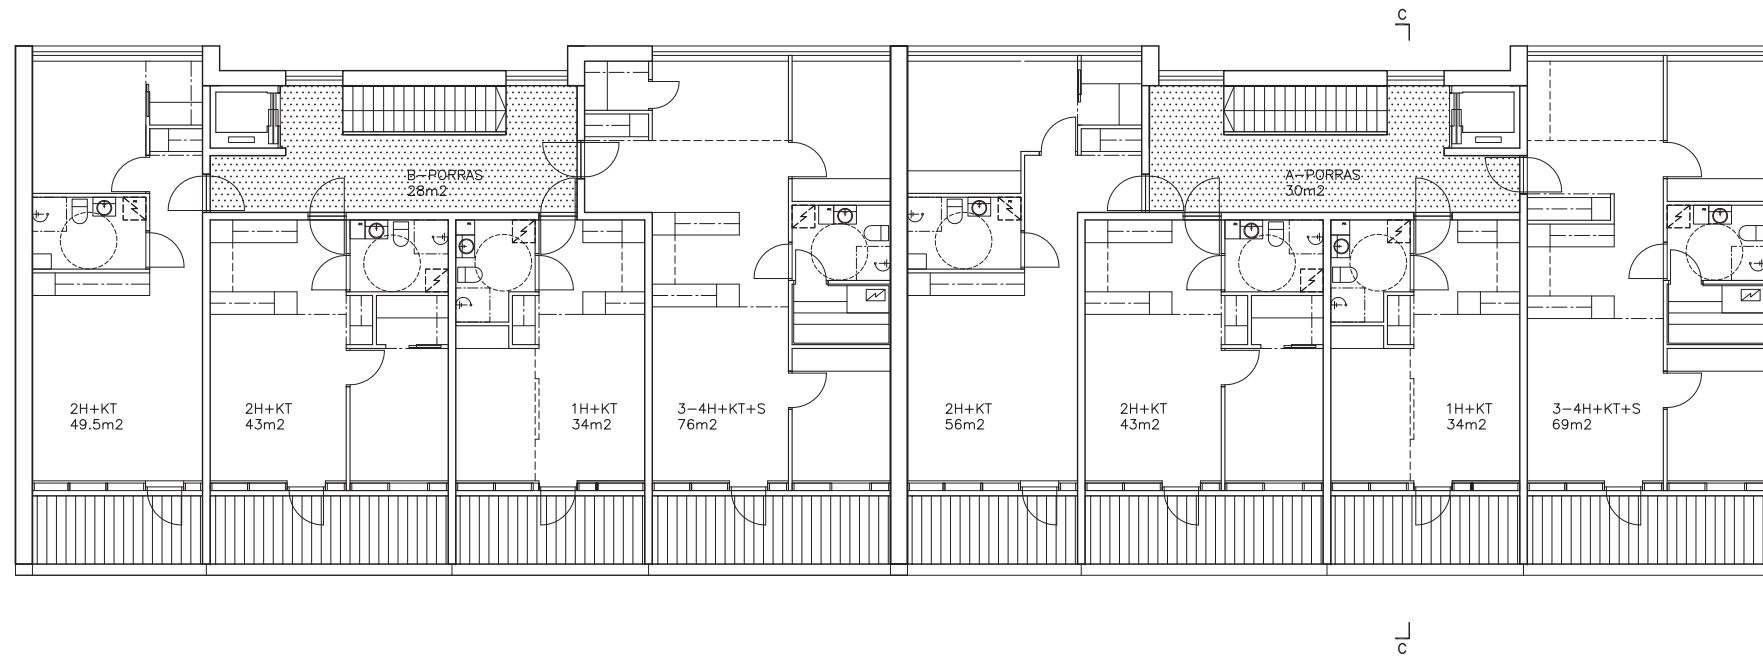 C
B-PORRAS
28m2
A-PORRAS
30m2
2H+KT
49.5m2
2H+KT
43m2
1H+KT
34m2
3-4H+KT+S
76m2
2H+KT
56m2
2H+KT
43m2
1H+KT
34m2
3-4H+KT+S
69m2
C